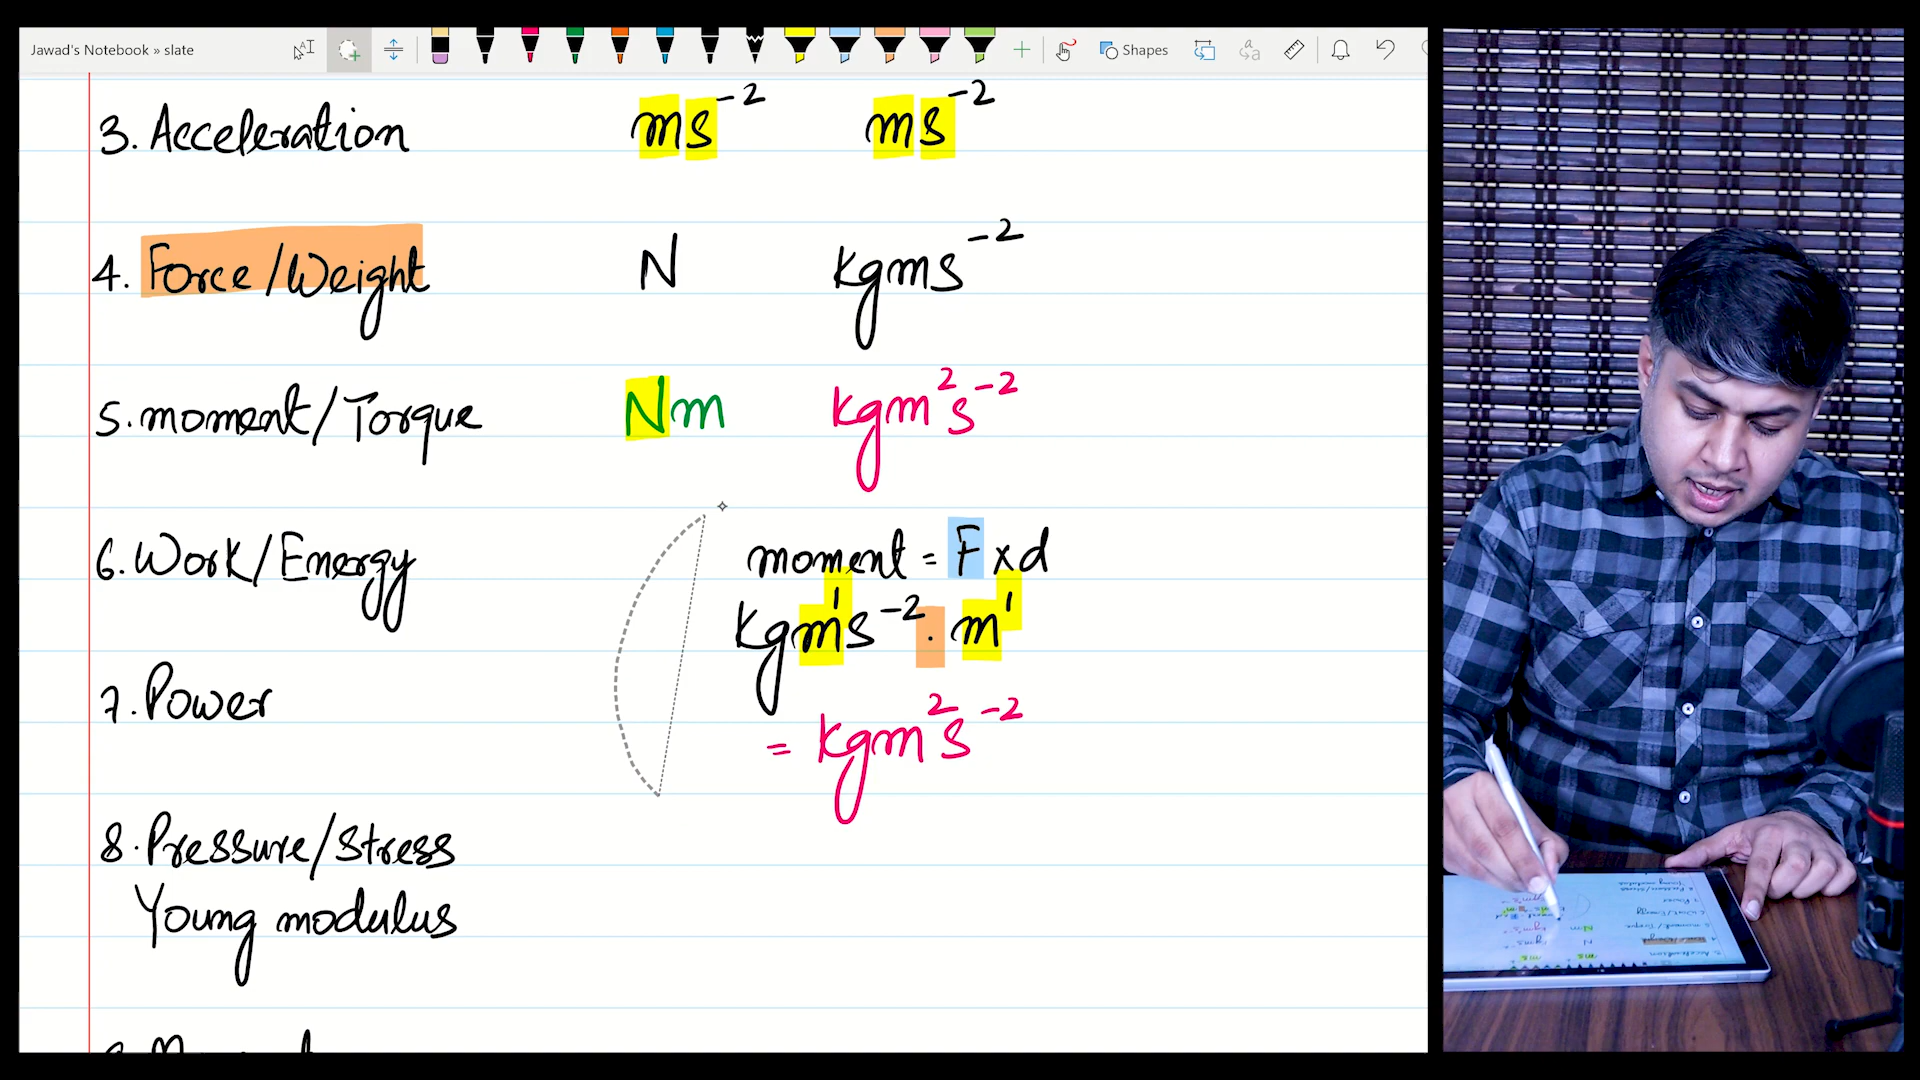 Jawad's Notebook » slate
Shapes
3. Acceleration ms⁻² ms⁻²
4. Force/Weight N kgms⁻²
5. moment/Torque Nm kgm²s⁻²
6. Work/Energy moment = F x d
kgm¹s⁻² . m¹
7. Power = kgm²s⁻²
8. Pressure/Stress
Young modulus